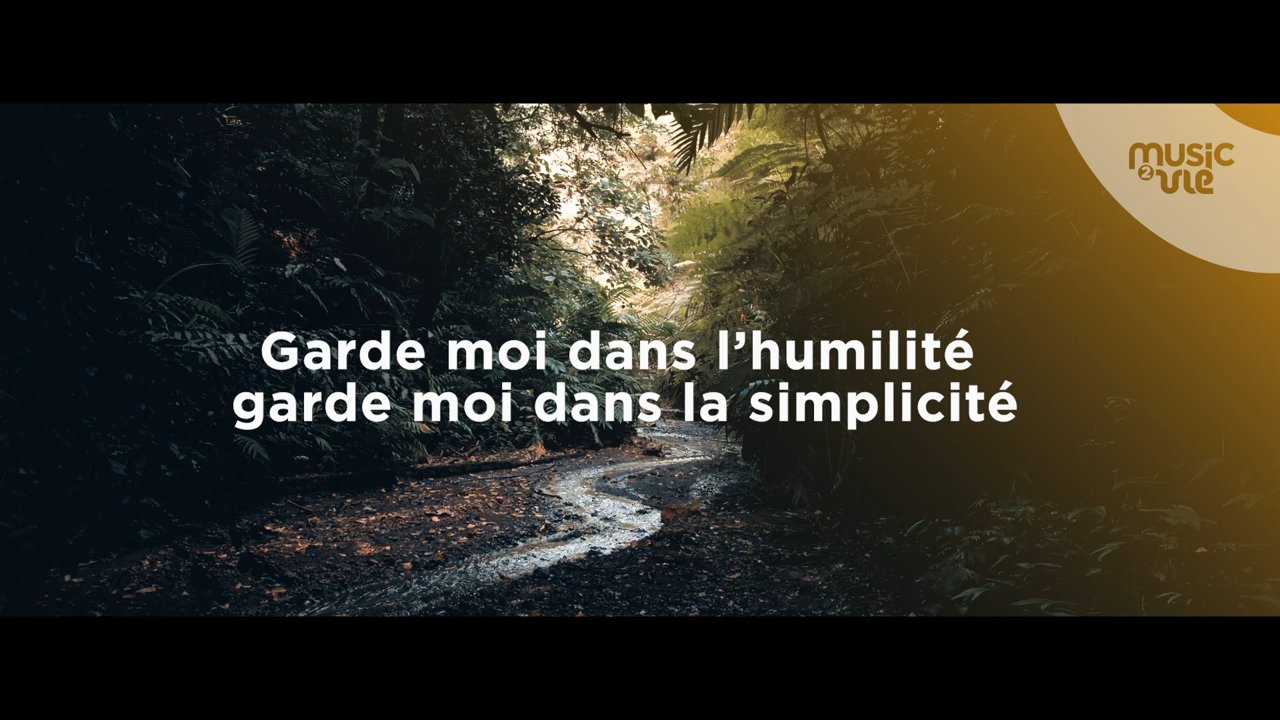 music
2 vie
Garde moi dans l’humilité
garde moi dans la simplicité